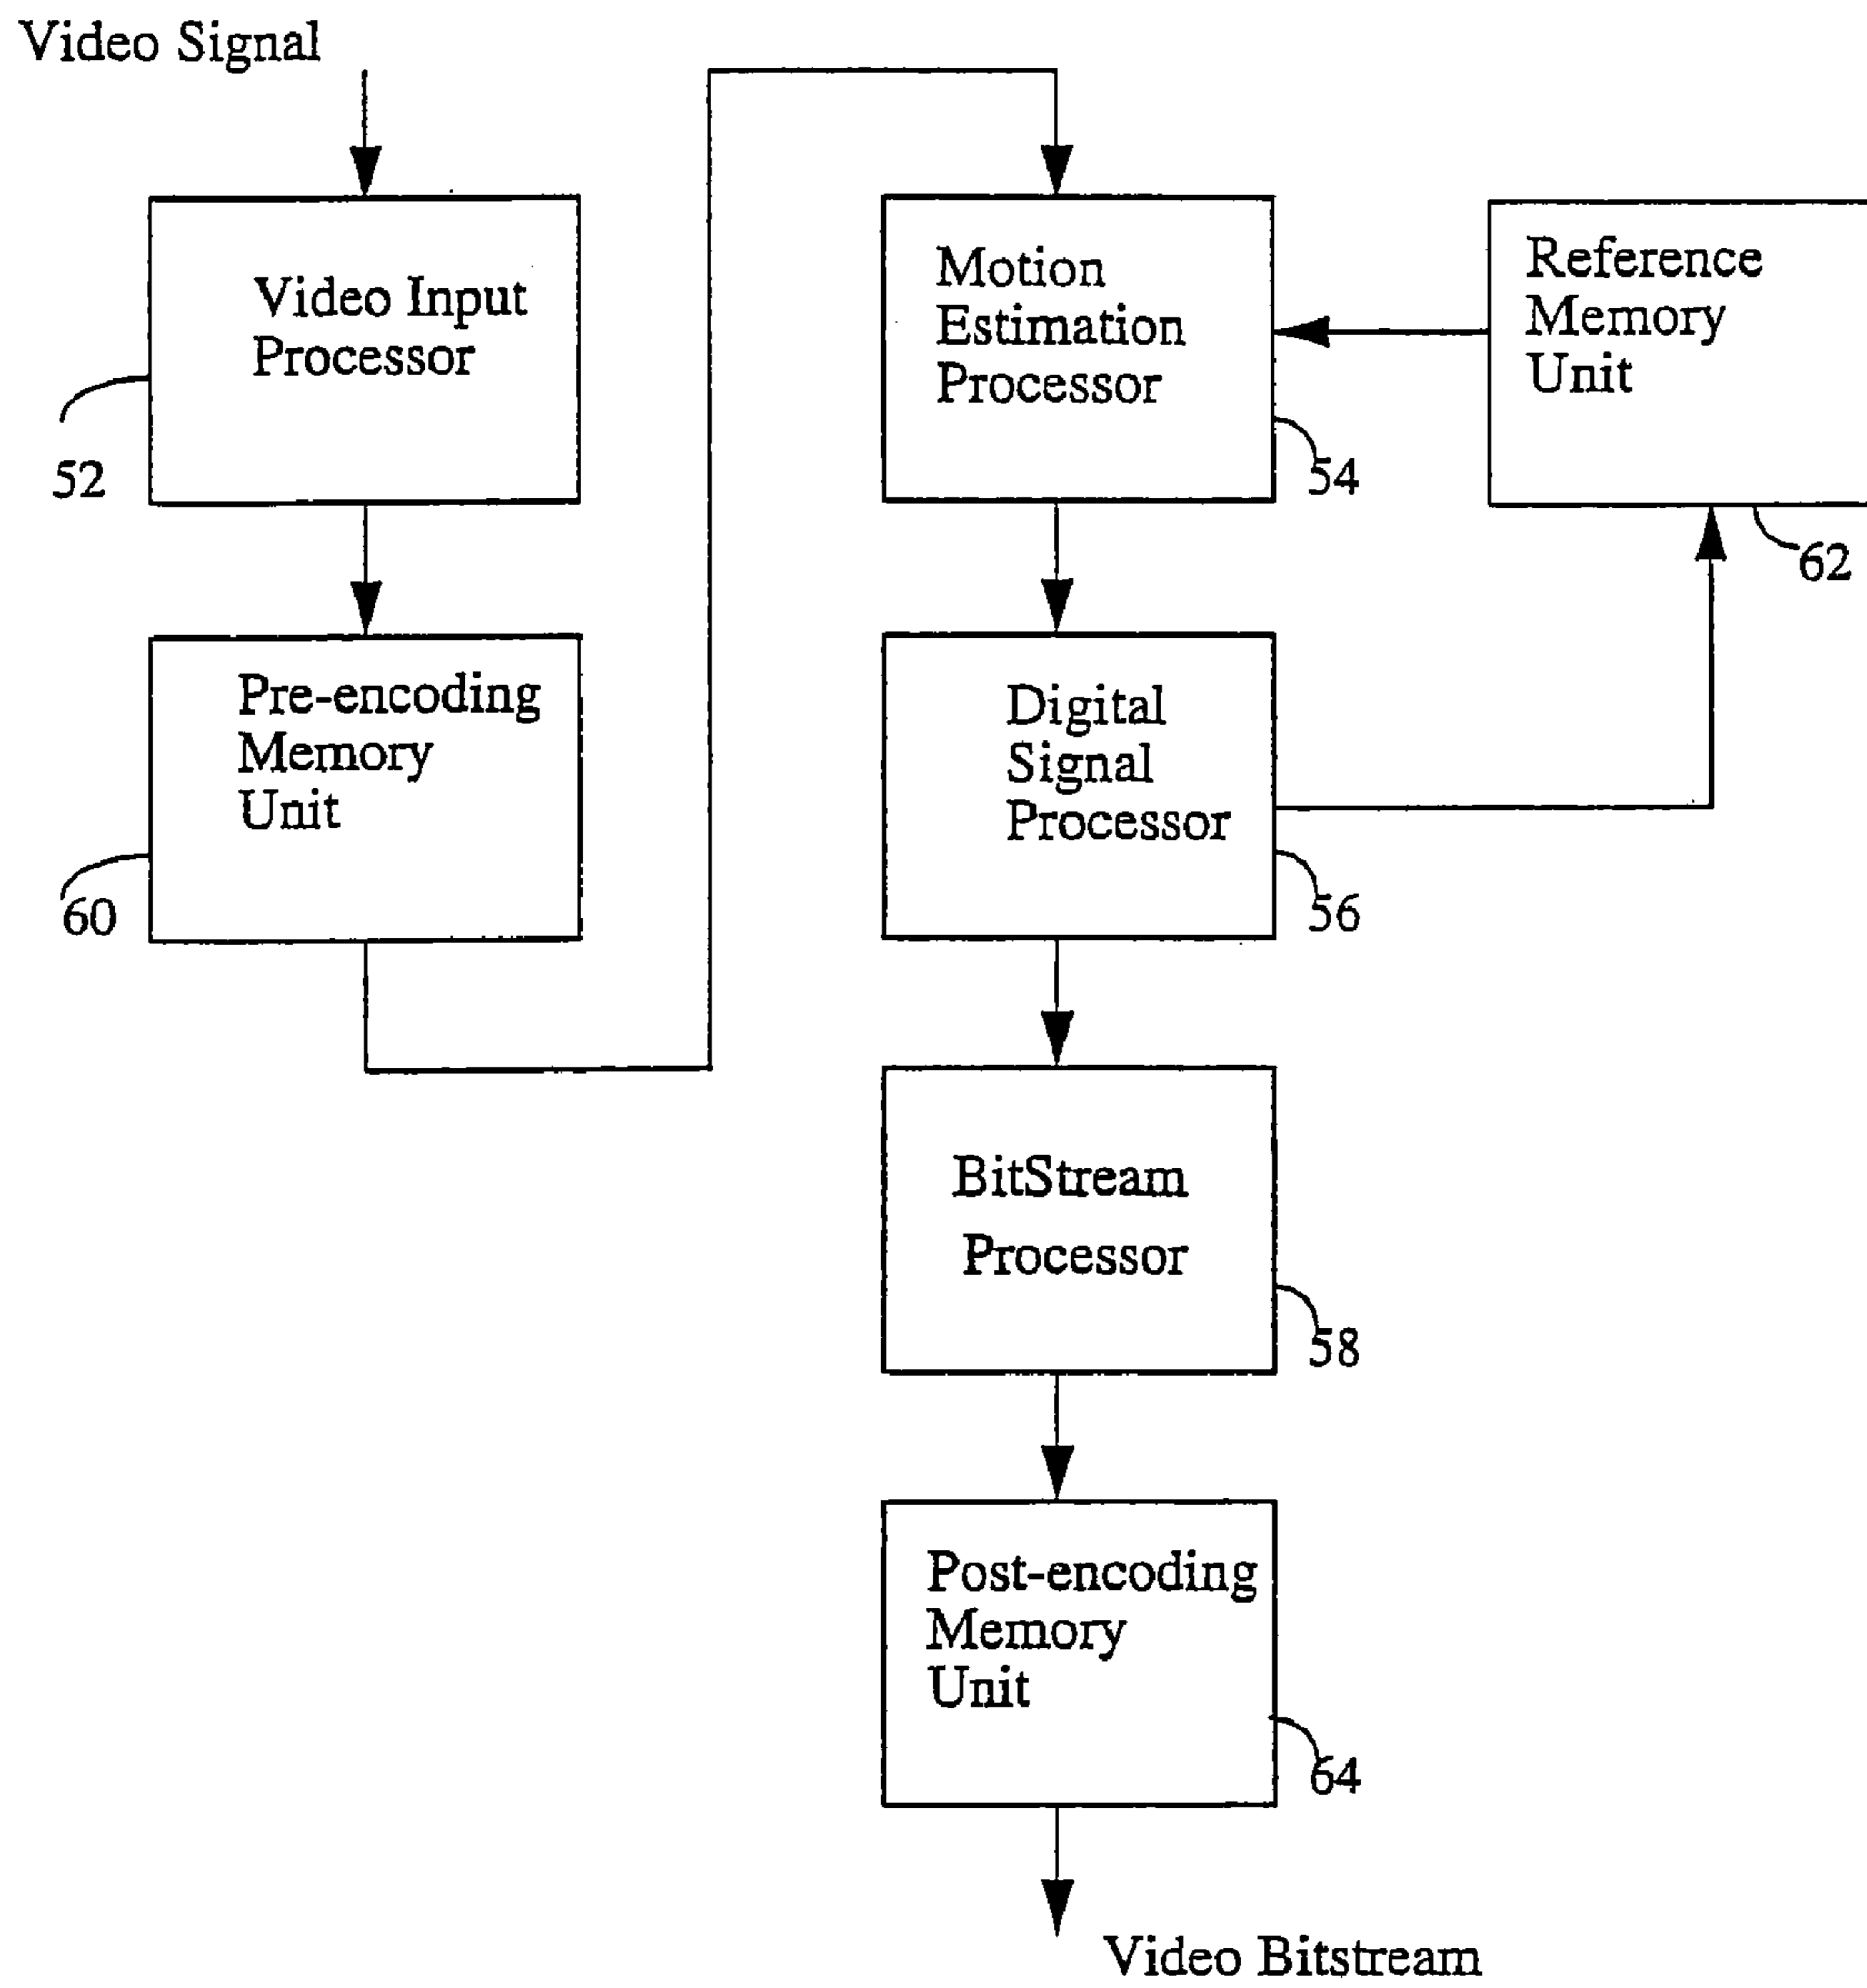 Video Signal
Video Input
Processor
52
Pre-encoding
Memory
Unit
60
Motion
Estimation
Processor
54
Reference
Memory
Unit
62
Digital
Signal
Processor
56
BitStream
Processor
58
Post-encoding
Memory
Unit
64
Video Bitstream